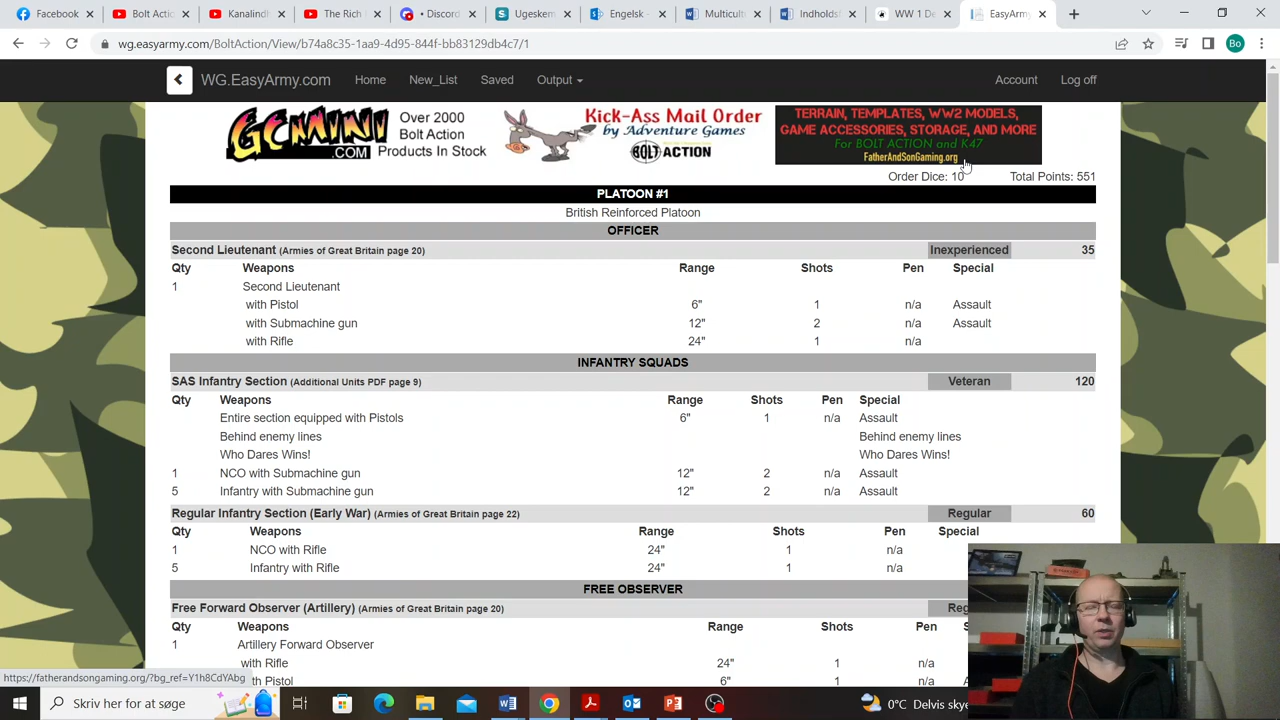 Facebook
Bolt Actic
Kanalindh
The Rich
• Discord
Ugeskem
Engelsk -
Multicult
Indholdsf
WW 1 De
EasyArmy
wg.easyarmy.com/BoltAction/View/b74a8c35-1aa9-4d95-844f-bb83129db4c7/1
Bo
WG.EasyArmy.com Home New_List Saved Output Account Log off
GCMINI.COM
Over 2000
Bolt Action
Products In Stock
Kick-Ass Mail Order
by Adventure Games
BOLT ACTION
TERRAIN, TEMPLATES, WW2 MODELS,
GAME ACCESSORIES, STORAGE, AND MORE
For BOLT ACTION and K47
FatherAndSonGaming.org
Order Dice: 10 Total Points: 551
PLATOON #1
British Reinforced Platoon
OFFICER
Second Lieutenant (Armies of Great Britain page 20) Inexperienced 35
Qty Weapons Range Shots Pen Special
1 Second Lieutenant
with Pistol 6" 1 n/a Assault
with Submachine gun 12" 2 n/a Assault
with Rifle 24" 1 n/a
INFANTRY SQUADS
SAS Infantry Section (Additional Units PDF page 9) Veteran 120
Qty Weapons Range Shots Pen Special
Entire section equipped with Pistols 6" 1 n/a Assault
Behind enemy lines Behind enemy lines
Who Dares Wins! Who Dares Wins!
1 NCO with Submachine gun 12" 2 n/a Assault
5 Infantry with Submachine gun 12" 2 n/a Assault
Regular Infantry Section (Early War) (Armies of Great Britain page 22) Regular 60
Qty Weapons Range Shots Pen Special
1 NCO with Rifle 24" 1 n/a
5 Infantry with Rifle 24" 1 n/a
FREE OBSERVER
Free Forward Observer (Artillery) (Armies of Great Britain page 20) Reg
Qty Weapons Range Shots Pen S
1 Artillery Forward Observer
with Rifle 24" 1 n/a
with Pistol 6" 1 n/a A
https://fatherandsongaming.org/?bg_ref=Y1h8CdYAbg
Skriv her for at søge
0°C Delvis skye